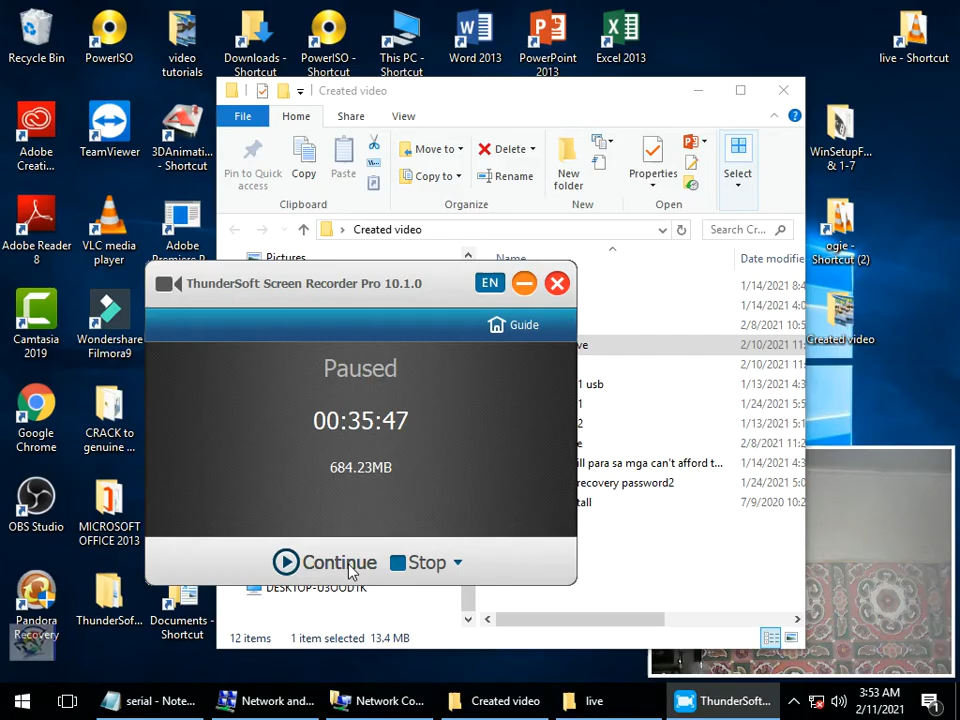 Recycle Bin
PowerISO
video
tutorials
Downloads -
Shortcut
PowerISO -
Shortcut
This PC -
Shortcut
Word 2013
PowerPoint
2013
Excel 2013
live - Shortcut
Created video
File
Home
Share
View
Pin to Quick
access
Copy
Paste
Move to
Copy to
Delete
Rename
New
folder
Properties
Select
Clipboard
Organize
New
Open
Adobe
Creati...
TeamViewer
3DAnimati...
- Shortcut
WinSetupF...
& 1-7
Created video
Search Cr...
Adobe Reader
8
VLC media
player
Adobe
ogie -
Shortcut (2)
Pictures
Name
Date modifie
ThunderSoft Screen Recorder Pro 10.1.0
EN
Guide
Paused
00:35:47
684.23MB
Continue
Stop
1/14/2021 8:4
1/14/2021 4:
2/8/2021 10:5
ve
2/10/2021 11:
2/10/2021 11:
1 usb
1/13/2021 4:3
1
1/24/2021 5:5
2
1/13/2021 5:1
e
2/8/2021 11:2
ill para sa mga can't afford t...
1/14/2021 4:3
recovery password2
1/24/2021 5:0
tall
7/9/2020 10:2
DESKTOP-U3OOD1K
12 items
1 item selected 13.4 MB
Camtasia
2019
Wondershare
Filmora9
Created video
Google
Chrome
CRACK to
genuine ...
OBS Studio
MICROSOFT
OFFICE 2013
Pandora
Recovery
ThunderSof...
Documents -
Shortcut
serial - Note...
Network and...
Network Co...
Created video
live
ThunderSoft...
3:53 AM
2/11/2021
1